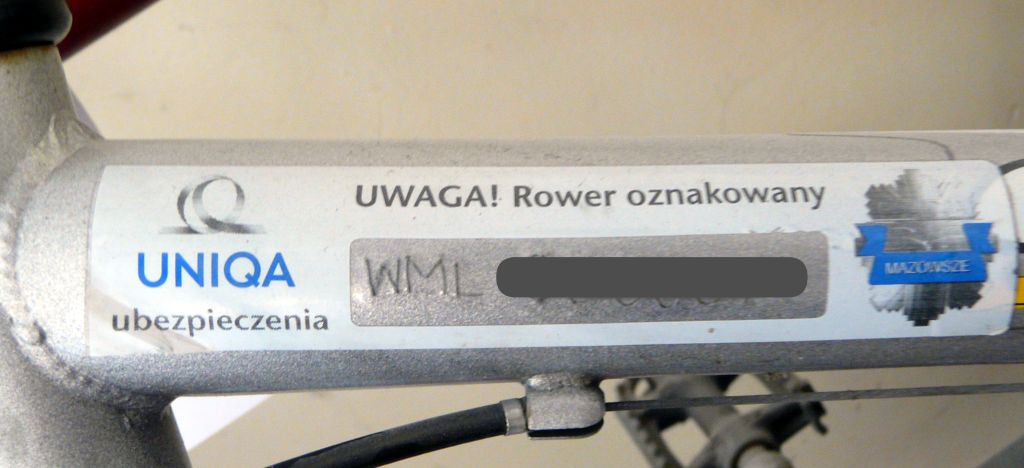 UWAGA! Rower oznakowany
UNIQA
ubezpieczenia
WML
MAZOWSZE